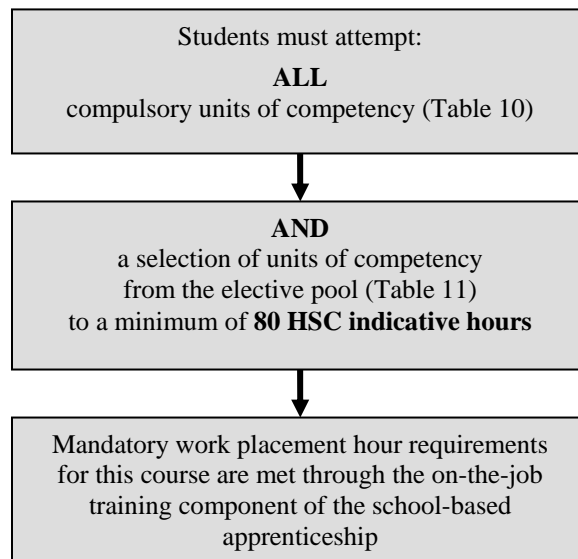 Students must attempt:
ALL
compulsory units of competency (Table 10)
AND
a selection of units of competency
from the elective pool (Table 11)
to a minimum of 80 HSC indicative hours
Mandatory work placement hour requirements
for this course are met through the on-the-job
training component of the school-based
apprenticeship